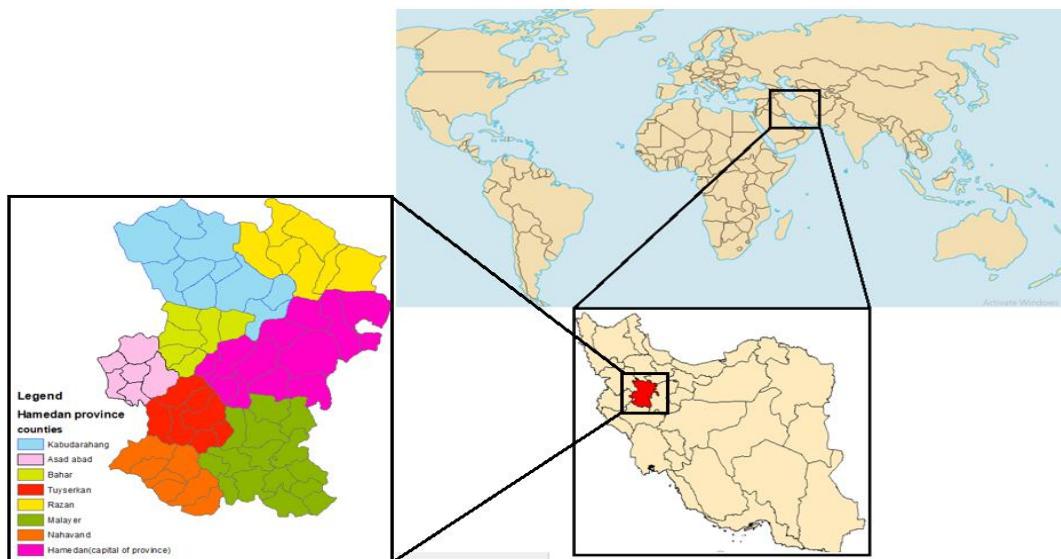 Activate Windows
Legend
Hamedan province
counties
Kabudarahang
Asad abad
Bahar
Tuyserkan
Razan
Malayer
Nahavand
Hamedan(capital of province)